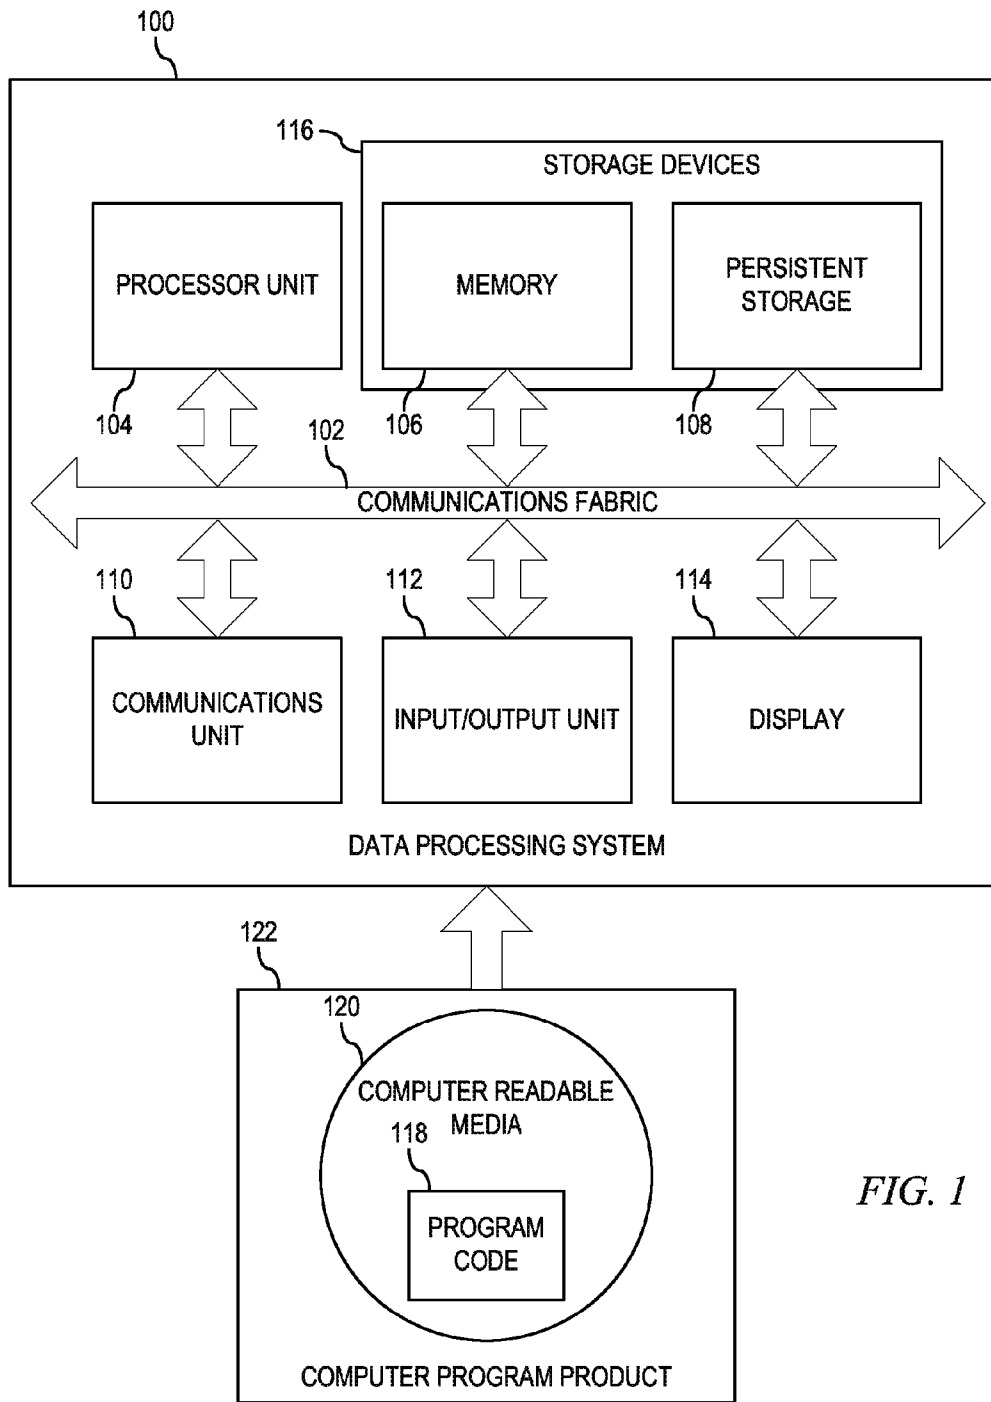 100
116
STORAGE DEVICES
PROCESSOR UNIT
MEMORY
PERSISTENT
STORAGE
104
106
108
102
COMMUNICATIONS FABRIC
110
112
114
COMMUNICATIONS
UNIT
INPUT/OUTPUT UNIT
DISPLAY
DATA PROCESSING SYSTEM
122
120
COMPUTER READABLE
MEDIA
118
PROGRAM
CODE
FIG. 1
COMPUTER PROGRAM PRODUCT